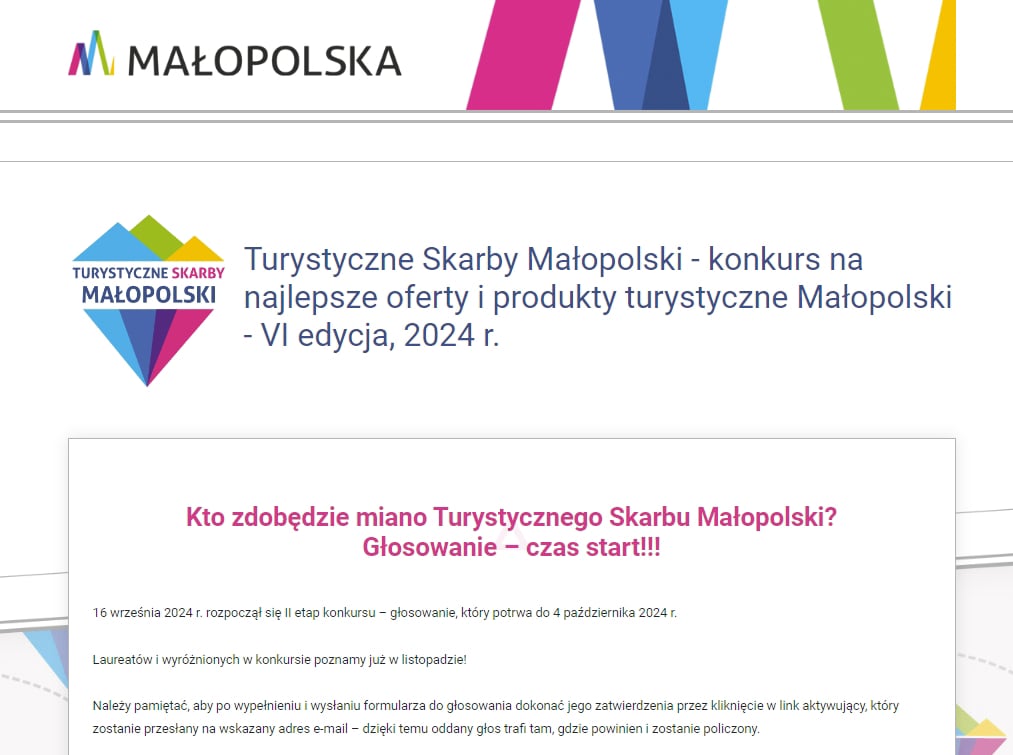 MAŁOPOLSKA
TURYSTYCZNE SKARBY
MAŁOPOLSKI
Turystyczne Skarby Małopolski - konkurs na
najlepsze oferty i produkty turystyczne Małopolski
- VI edycja, 2024 r.
Kto zdobędzie miano Turystycznego Skarbu Małopolski?
Głosowanie – czas start!!!
16 września 2024 r. rozpoczął się II etap konkursu – głosowanie, który potrwa do 4 października 2024 r.
Laureatów i wyróżnionych w konkursie poznamy już w listopadzie!
Należy pamiętać, aby po wypełnieniu i wysłaniu formularza do głosowania dokonać jego zatwierdzenia przez kliknięcie w link aktywujący, który
zostanie przesłany na wskazany adres e-mail – dzięki temu oddany głos trafi tam, gdzie powinien i zostanie policzony.